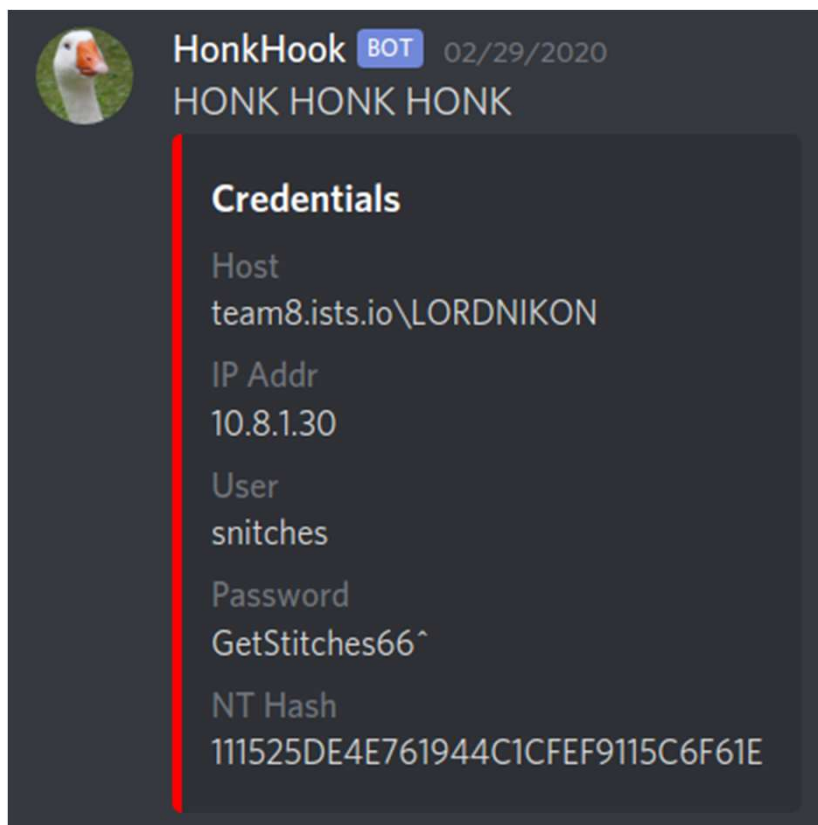 HonkHook BOT 02/29/2020
HONK HONK HONK
Credentials
Host
team8.ists.io\LORDNIKON
IP Addr
10.8.1.30
User
snitches
Password
GetStitches66^
NT Hash
111525DE4E761944C1CFEF9115C6F61E